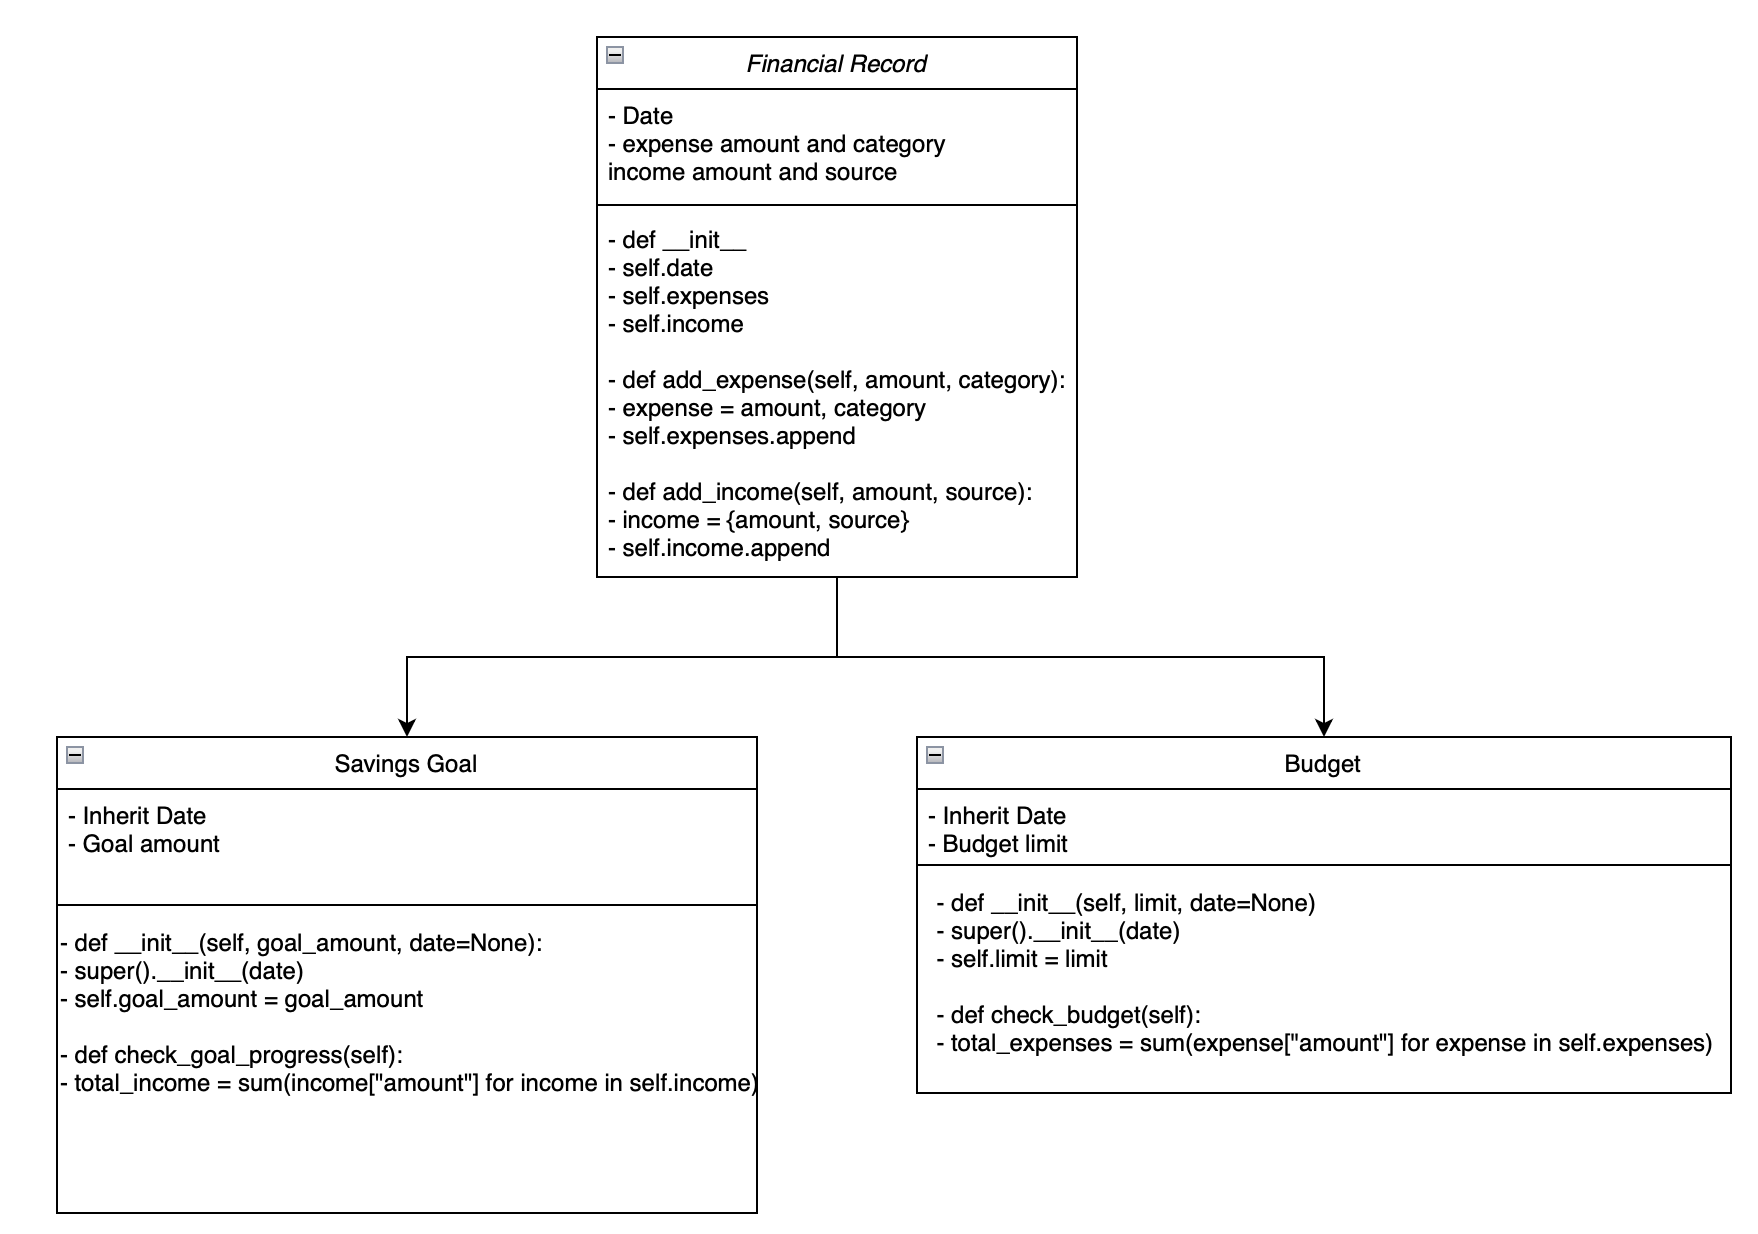 Financial Record
- Date
- expense amount and category
income amount and source
- def __init__
- self.date
- self.expenses
- self.income
- def add_expense(self, amount, category):
- expense = amount, category
- self.expenses.append
- def add_income(self, amount, source):
- income = {amount, source}
- self.income.append
Savings Goal
- Inherit Date
- Goal amount
- def __init__(self, goal_amount, date=None):
- super().__init__(date)
- self.goal_amount = goal_amount
- def check_goal_progress(self):
- total_income = sum(income["amount"] for income in self.income)
Budget
- Inherit Date
- Budget limit
- def __init__(self, limit, date=None)
- super().__init__(date)
- self.limit = limit
- def check_budget(self):
- total_expenses = sum(expense["amount"] for expense in self.expenses)